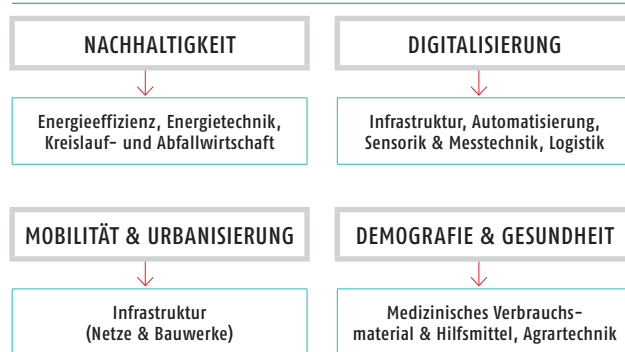 NACHHALTIGKEIT
Energieeffizienz, Energietechnik,
Kreislauf- und Abfallwirtschaft
DIGITALISIERUNG
Infrastruktur, Automatisierung,
Sensorik & Messtechnik, Logistik
MOBILITÄT & URBANISIERUNG
Infrastruktur
(Netze & Bauwerke)
DEMOGRAFIE & GESUNDHEIT
Medizinisches Verbrauchs-
material & Hilfsmittel, Agrartechnik